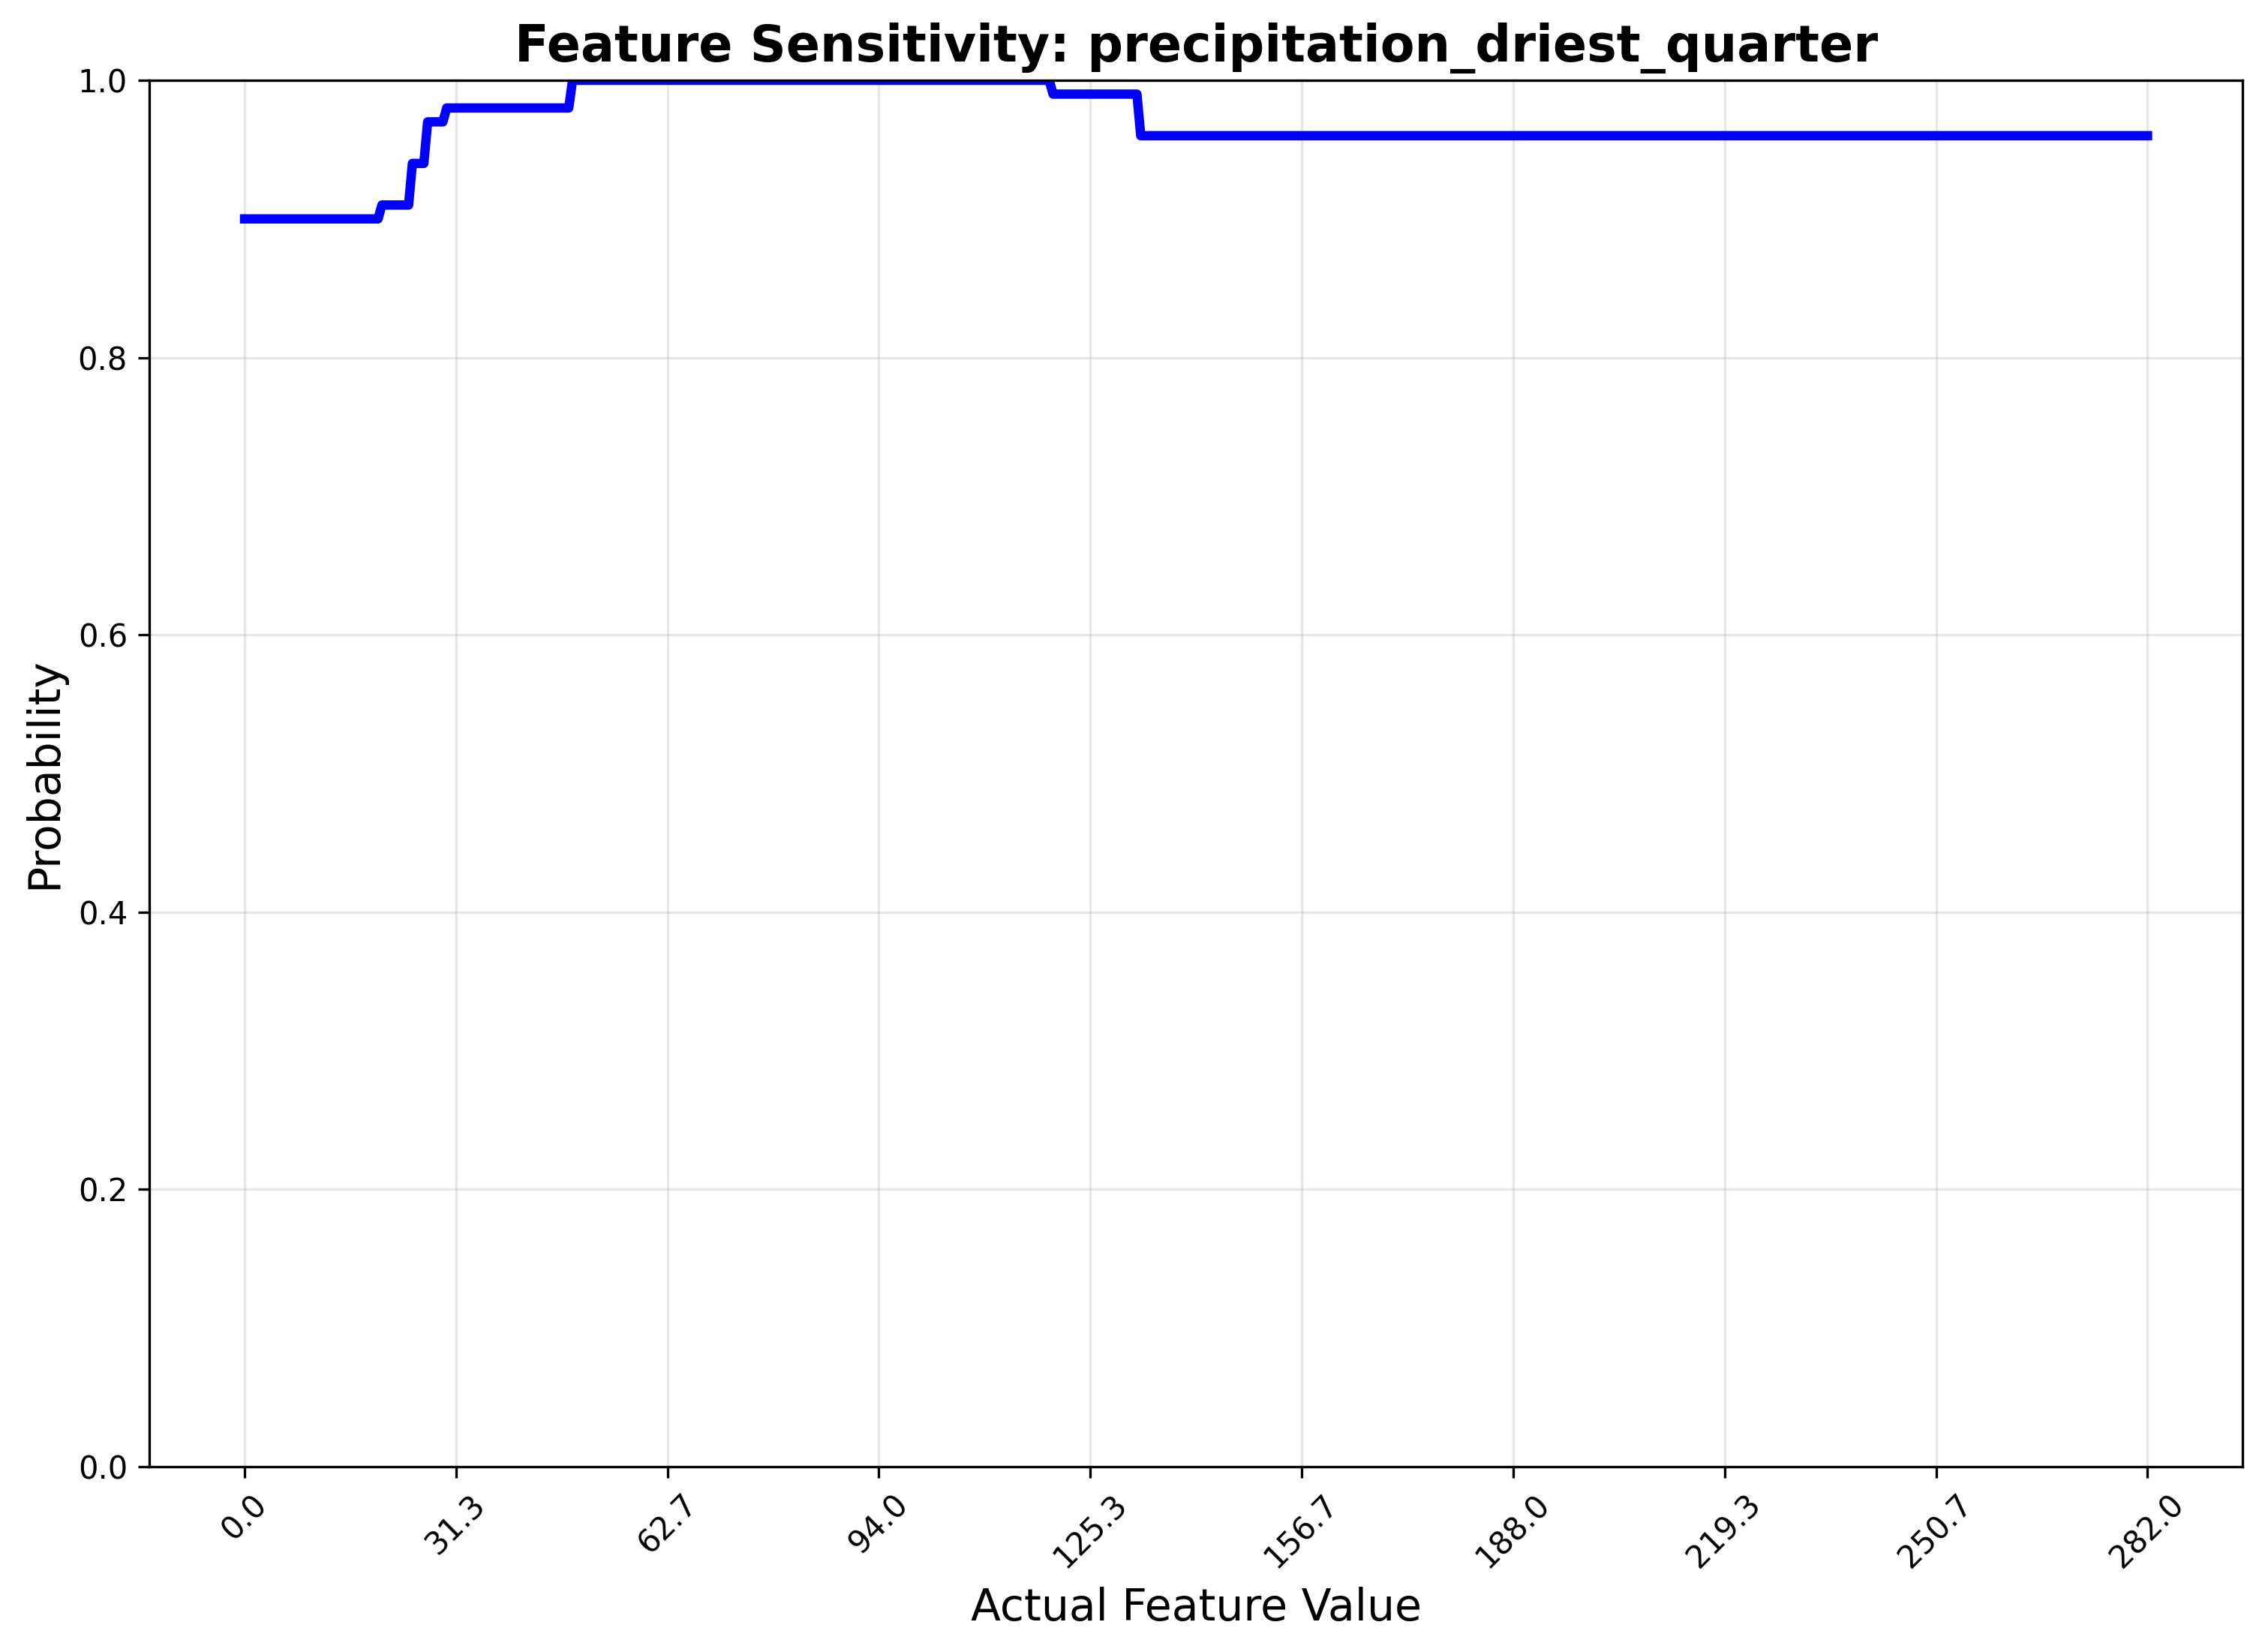 Feature Sensitivity: precipitation_driest_quarter
1.0
0.8
0.6
0.4
0.2
0.0
Probability
0.0 31.3 62.7 94.0 125.3 156.7 188.0 219.3 250.7 282.0
Actual Feature Value